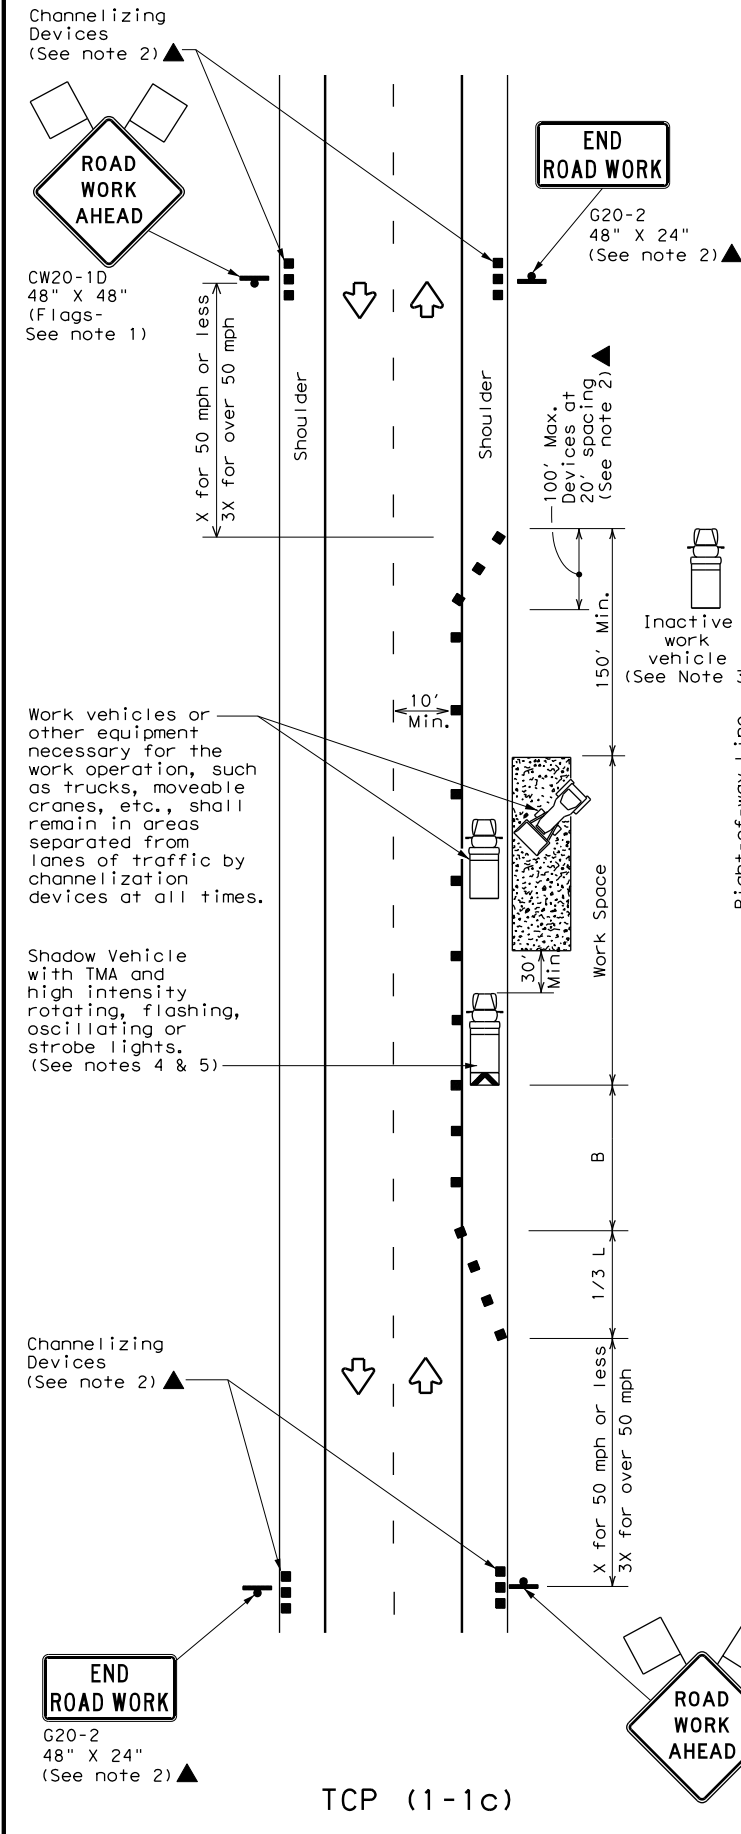 Channelizing
Devices
(See note 2)
ROAD
WORK
AHEAD
CW20-1D
48" X 48"
(Flags-
See note 1)
END
ROAD WORK
G20-2
48" X 24"
(See note 2)
X for 50 mph or less
3X for over 50 mph
Shoulder
Shoulder
100' Max.
Devices at
20' spacing
(See note 2)
150' Min.
Inactive
work
vehicle
(See Note 3
Right-of-way Line
10'
Min.
Work vehicles or
other equipment
necessary for the
work operation, such
as trucks, moveable
cranes, etc., shall
remain in areas
separated from
lanes of traffic by
channelization
devices at all times.
Work Space
30'
Min.
Shadow Vehicle
with TMA and
high intensity
rotating, flashing,
oscillating or
strobe lights.
(See notes 4 & 5)
B
1/3 L
Channelizing
Devices
(See note 2)
X for 50 mph or less
3X for over 50 mph
END
ROAD WORK
G20-2
48" X 24"
(See note 2)
ROAD
WORK
AHEAD
TCP (1-1c)